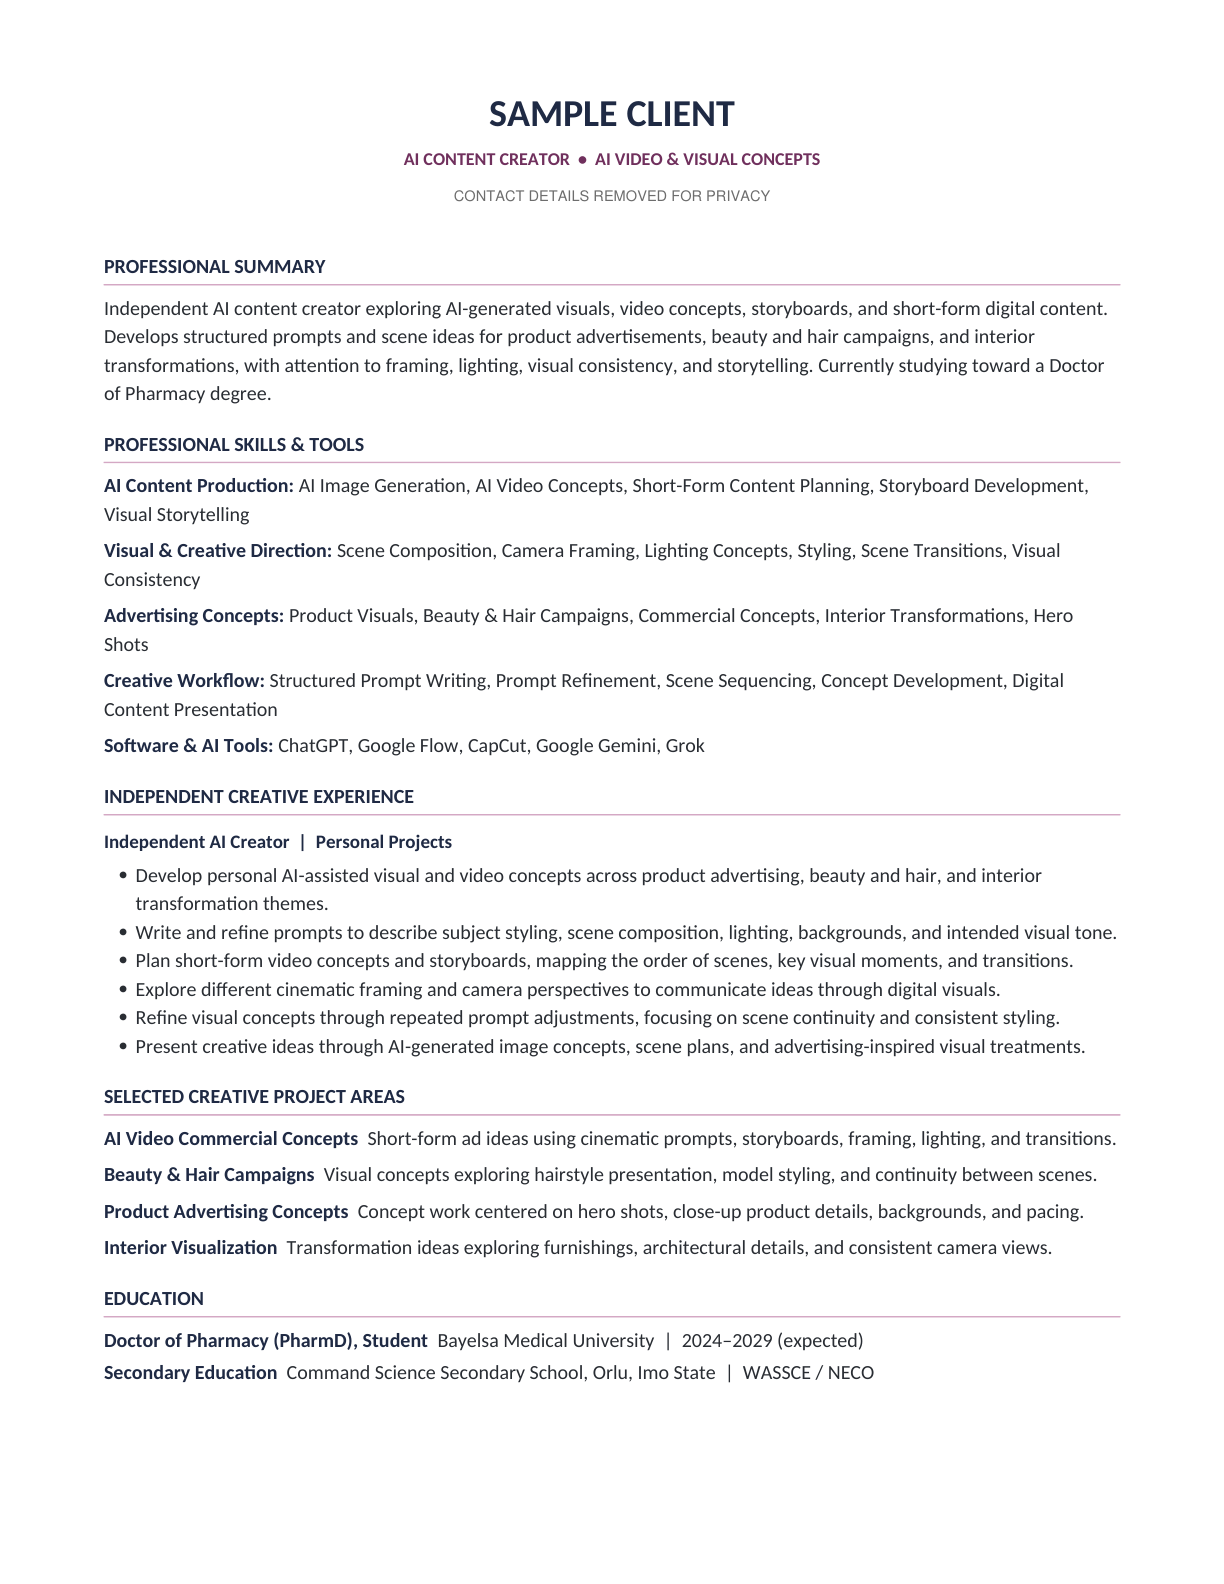 SAMPLE CLIENT
AI CONTENT CREATOR ● AI VIDEO & VISUAL CONCEPTS
CONTACT DETAILS REMOVED FOR PRIVACY
PROFESSIONAL SUMMARY
Independent AI content creator exploring AI-generated visuals, video concepts, storyboards, and short-form digital content.
Develops structured prompts and scene ideas for product advertisements, beauty and hair campaigns, and interior
transformations, with attention to framing, lighting, visual consistency, and storytelling. Currently studying toward a Doctor
of Pharmacy degree.
PROFESSIONAL SKILLS & TOOLS
AI Content Production: AI Image Generation, AI Video Concepts, Short-Form Content Planning, Storyboard Development,
Visual Storytelling
Visual & Creative Direction: Scene Composition, Camera Framing, Lighting Concepts, Styling, Scene Transitions, Visual
Consistency
Advertising Concepts: Product Visuals, Beauty & Hair Campaigns, Commercial Concepts, Interior Transformations, Hero
Shots
Creative Workflow: Structured Prompt Writing, Prompt Refinement, Scene Sequencing, Concept Development, Digital
Content Presentation
Software & AI Tools: ChatGPT, Google Flow, CapCut, Google Gemini, Grok
INDEPENDENT CREATIVE EXPERIENCE
Independent AI Creator | Personal Projects
● Develop personal AI-assisted visual and video concepts across product advertising, beauty and hair, and interior
transformation themes.
● Write and refine prompts to describe subject styling, scene composition, lighting, backgrounds, and intended visual tone.
● Plan short-form video concepts and storyboards, mapping the order of scenes, key visual moments, and transitions.
● Explore different cinematic framing and camera perspectives to communicate ideas through digital visuals.
● Refine visual concepts through repeated prompt adjustments, focusing on scene continuity and consistent styling.
● Present creative ideas through AI-generated image concepts, scene plans, and advertising-inspired visual treatments.
SELECTED CREATIVE PROJECT AREAS
AI Video Commercial Concepts Short-form ad ideas using cinematic prompts, storyboards, framing, lighting, and transitions.
Beauty & Hair Campaigns Visual concepts exploring hairstyle presentation, model styling, and continuity between scenes.
Product Advertising Concepts Concept work centered on hero shots, close-up product details, backgrounds, and pacing.
Interior Visualization Transformation ideas exploring furnishings, architectural details, and consistent camera views.
EDUCATION
Doctor of Pharmacy (PharmD), Student Bayelsa Medical University | 2024–2029 (expected)
Secondary Education Command Science Secondary School, Orlu, Imo State | WASSCE / NECO